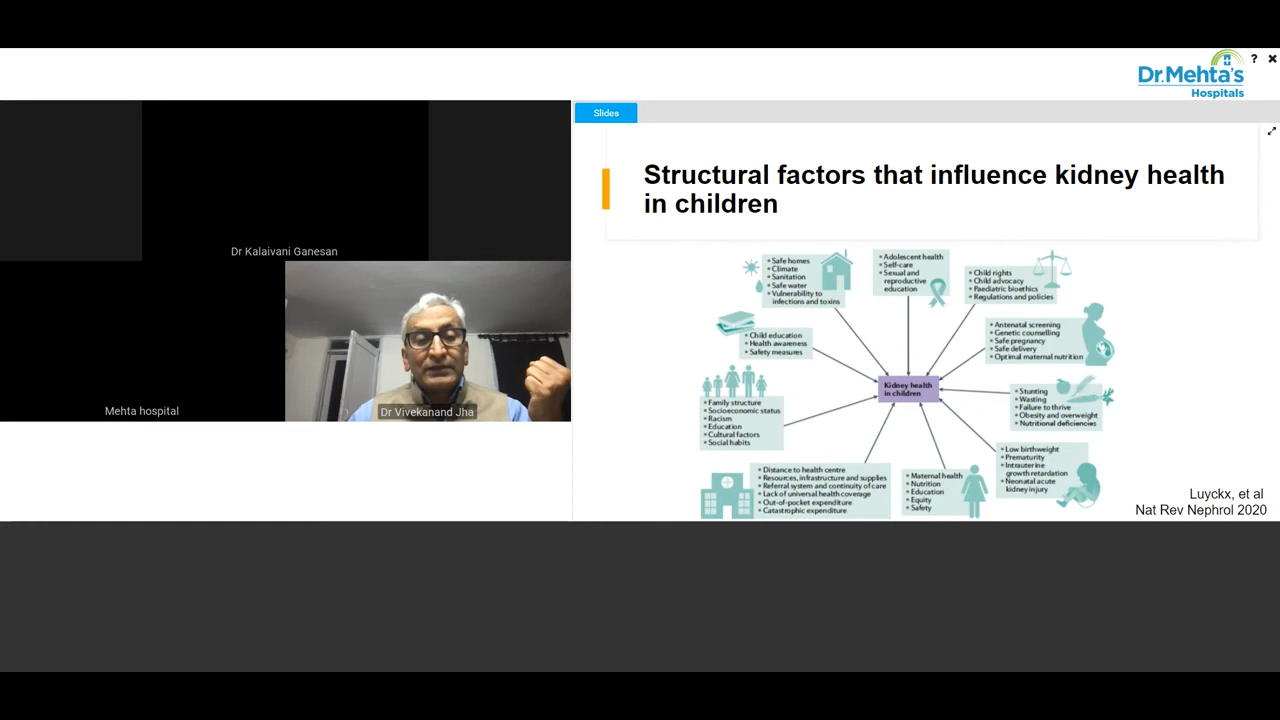 ? ✖
Dr.Mehta's
Hospitals
Slides
Dr Kalaivani Ganesan
Mehta hospital
Dr Vivekanand Jha
Structural factors that influence kidney health
in children
Safe homes
Climate
Sanitation
Safe water
Vulnerability to
infections and toxins
Adolescent health
Self-care
Sexual and
reproductive
education
Child rights
Child advocacy
Paediatric bioethics
Regulations and policies
Child education
Health awareness
Safety measures
Antenatal screening
Genetic counselling
Safe pregnancy
Safe delivery
Optimal maternal nutrition
Family structure
Socioeconomic status
Racism
Education
Cultural factors
Social habits
Kidney health
in children
Stunting
Wasting
Failure to thrive
Obesity and overweight
Nutritional deficiencies
Distance to health centre
Resources, infrastructure and supplies
Referral system and continuity of care
Lack of universal health coverage
Out-of-pocket expenditure
Catastrophic expenditure
Maternal health
Nutrition
Education
Equity
Safety
Low birthweight
Prematurity
Intrauterine
growth retardation
Neonatal acute
kidney injury
Luyckx, et al
Nat Rev Nephrol 2020